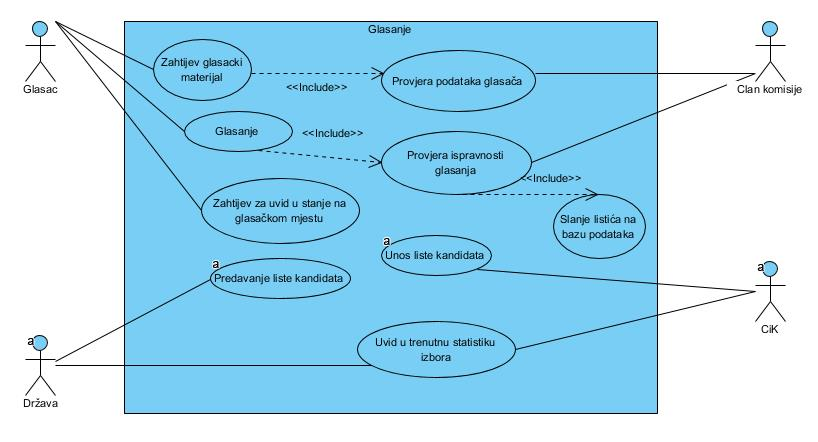 Glasanje
Glasac
Zahtijev glasacki
materijal
<<Include>>
Provjera podataka glasača
Clan komisije
Glasanje
<<Include>>
Provjera ispravnosti
glasanja
<<Include>>
Zahtijev za uvid u stanje na
glasačkom mjestu
Slanje listića na
bazu podataka
a
Unos liste kandidata
a
Predavanje liste kandidata
a
CiK
a
Država
Uvid u trenutnu statistiku
izbora